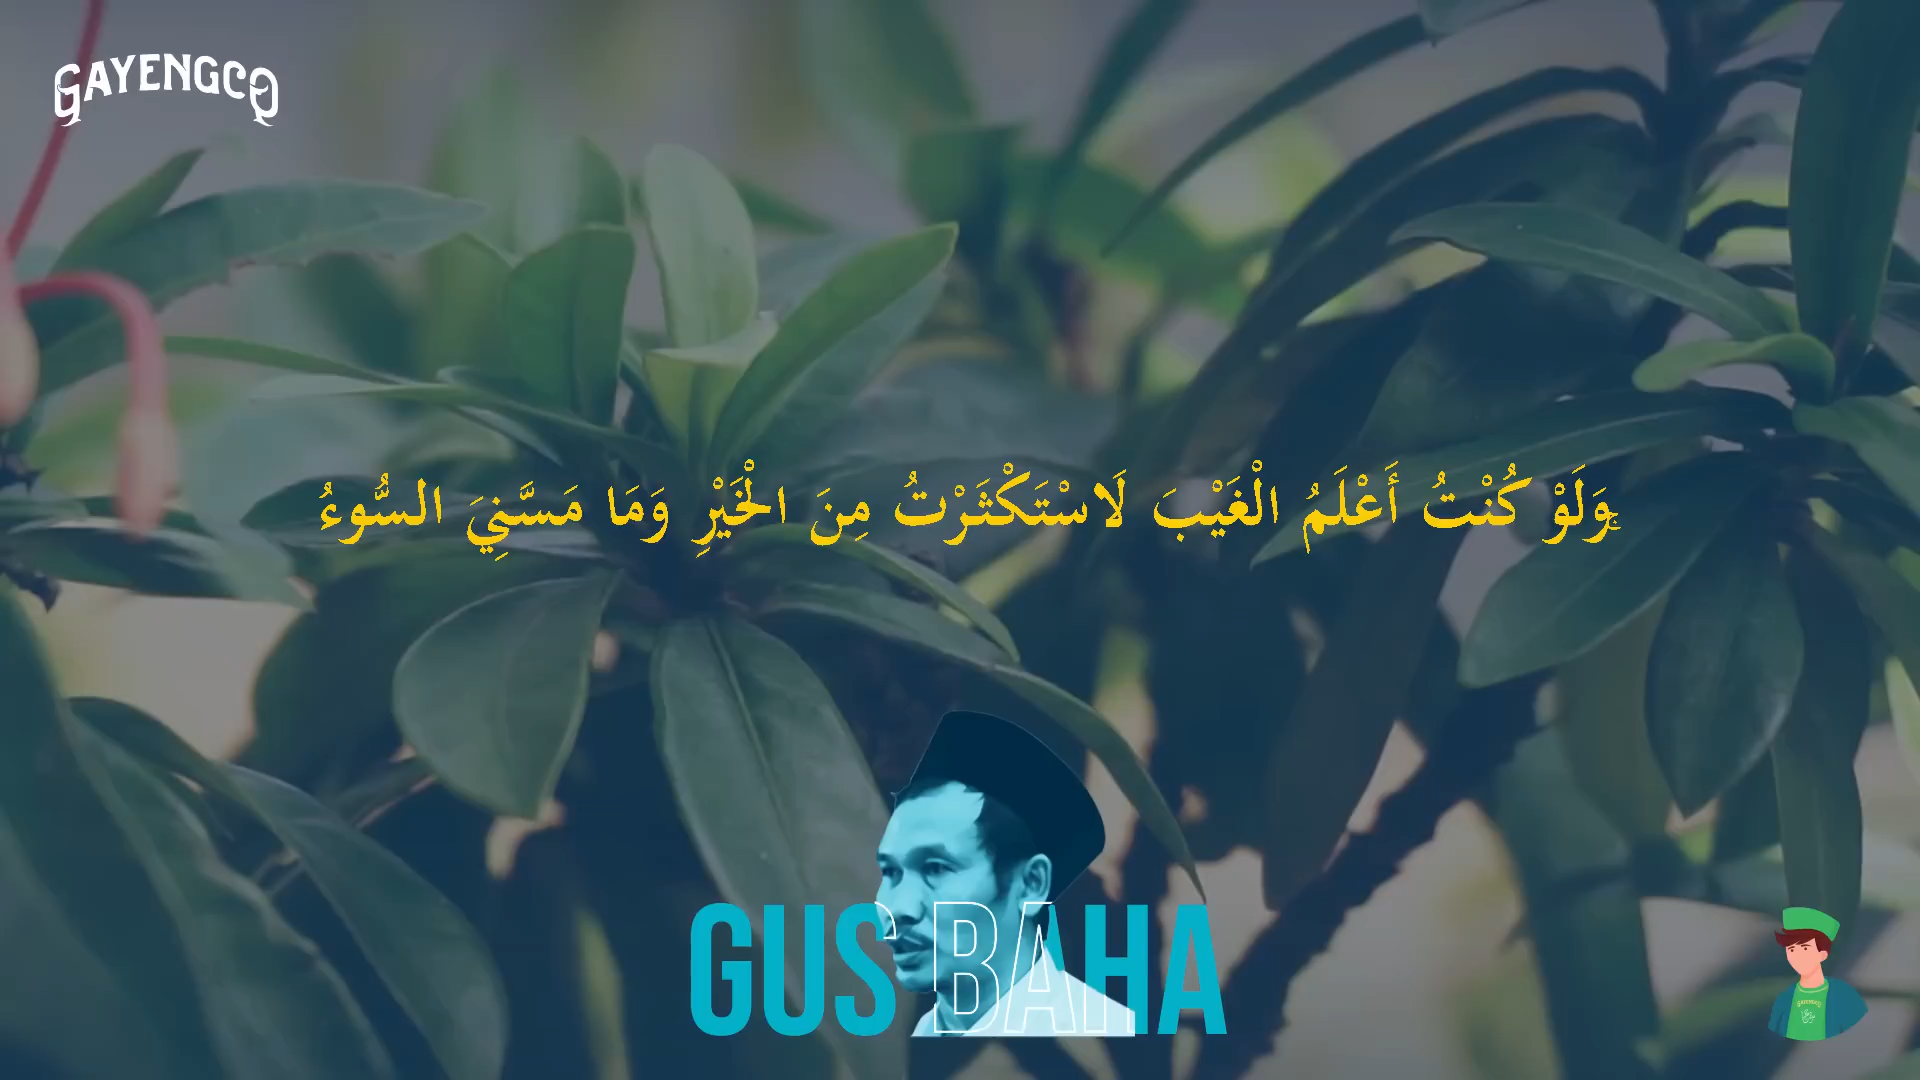 GAYENGCO
وَلَوْ كُنْتُ أَعْلَمُ الْغَيْبَ لَاسْتَكْثَرْتُ مِنَ الْخَيْرِ وَمَا مَسَّنِيَ السُّوءُ
GUS BAHA